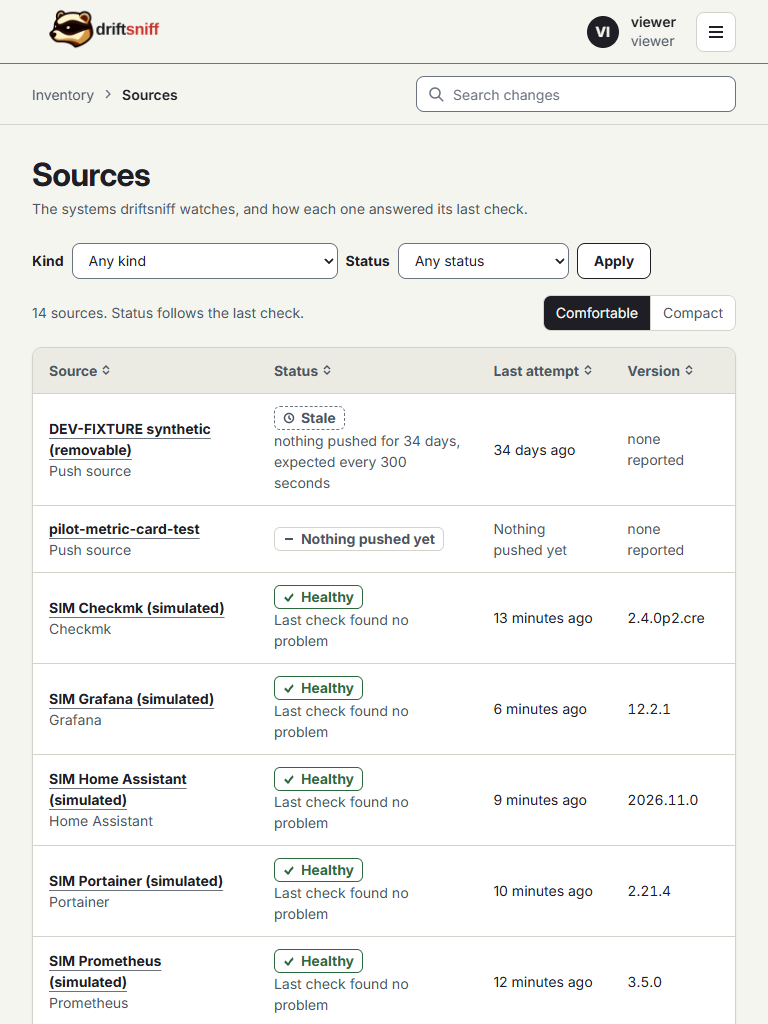 driftsniff
VI
viewer
viewer
Inventory
Sources
Search changes
Sources
The systems driftsniff watches, and how each one answered its last check.
Kind
Any kind
Status
Any status
Apply
14 sources. Status follows the last check.
Comfortable
Compact
Source
Status
Last attempt
Version
DEV-FIXTURE synthetic
(removable)
Push source
Stale
nothing pushed for 34 days,
expected every 300
seconds
34 days ago
none
reported
pilot-metric-card-test
Push source
Nothing pushed yet
Nothing
pushed yet
none
reported
SIM Checkmk (simulated)
Checkmk
Healthy
Last check found no
problem
13 minutes ago
2.4.0p2.cre
SIM Grafana (simulated)
Grafana
Healthy
Last check found no
problem
6 minutes ago
12.2.1
SIM Home Assistant
(simulated)
Home Assistant
Healthy
Last check found no
problem
9 minutes ago
2026.11.0
SIM Portainer (simulated)
Portainer
Healthy
Last check found no
problem
10 minutes ago
2.21.4
SIM Prometheus
(simulated)
Prometheus
Healthy
Last check found no
problem
12 minutes ago
3.5.0